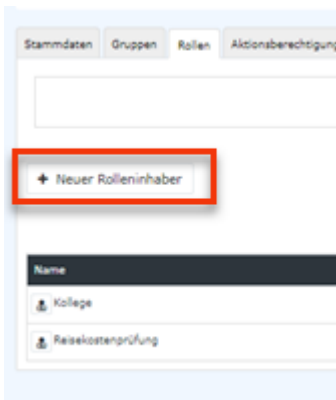 Stammdaten Gruppen Rollen Aktionsberechtigung
+ Neuer Rolleninhaber
Name
Kollege
Reisekostenprüfung